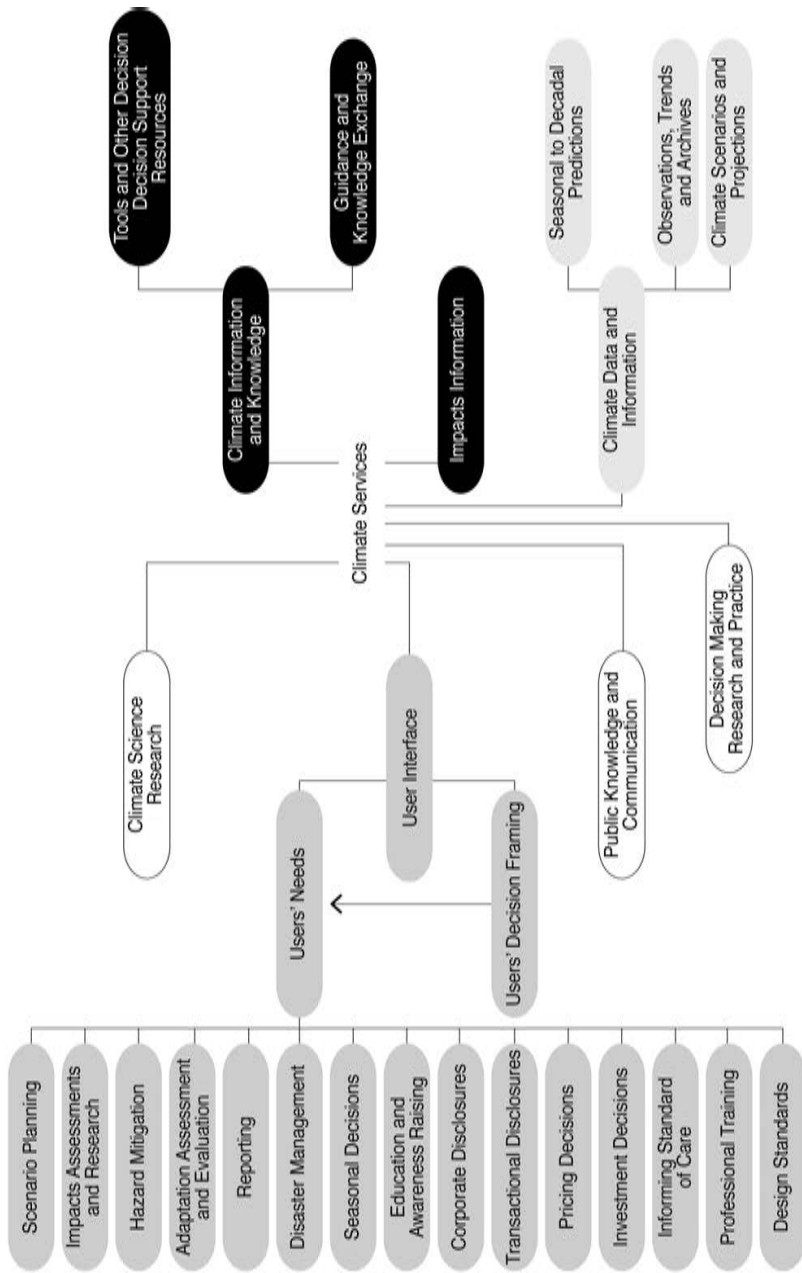 Scenario Planning
Impacts Assessments
and Research
Hazard Mitigation
Adaptation Assessment
and Evaluation
Reporting
Disaster Management
Seasonal Decisions
Education and
Awareness Raising
Corporate Disclosures
Transactional Disclosures
Pricing Decisions
Investment Decisions
Informing Standard
of Care
Professional Training
Design Standards
Users' Needs
Users' Decision Framing
User Interface
Climate Science
Research
Public Knowledge and
Communication
Decision Making
Research and Practice
Climate Services
Climate Information
and Knowledge
Impacts Information
Climate Data and
Information
Tools and Other Decision
Decision Support
Resources
Guidance and
Knowledge Exchange
Seasonal to Decadal
Predictions
Observations, Trends
and Archives
Climate Scenarios and
Projections